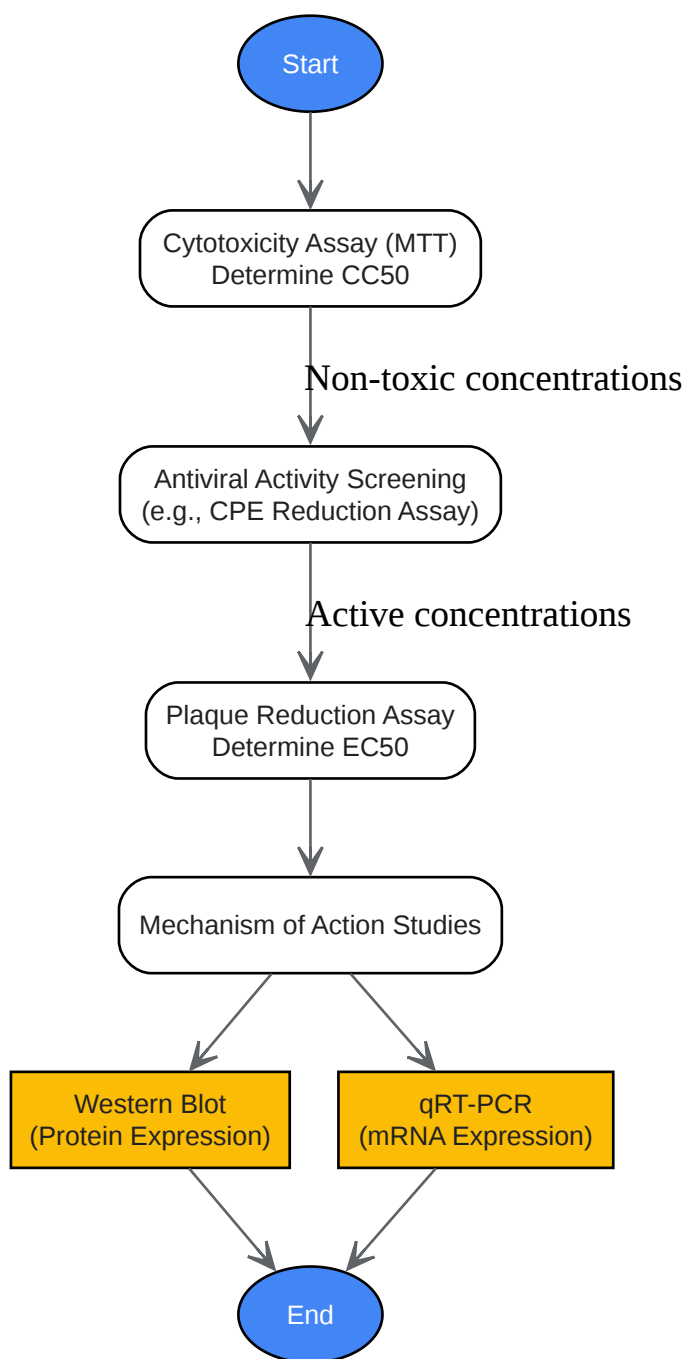 Start
Cytotoxicity Assay (MTT)
Determine CC50
Non-toxic concentrations
Antiviral Activity Screening
(e.g., CPE Reduction Assay)
Active concentrations
Plaque Reduction Assay
Determine EC50
Mechanism of Action Studies
Western Blot
(Protein Expression)
qRT-PCR
(mRNA Expression)
End